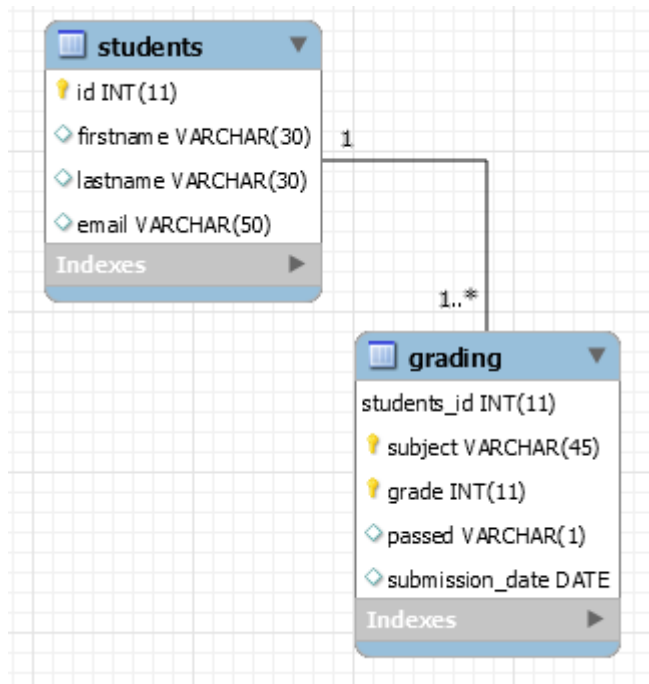 students
id INT(11)
firstname VARCHAR(30)
lastname VARCHAR(30)
email VARCHAR(50)
Indexes
1
1..*
grading
students_id INT(11)
subject VARCHAR(45)
grade INT(11)
passed VARCHAR(1)
submission_date DATE
Indexes